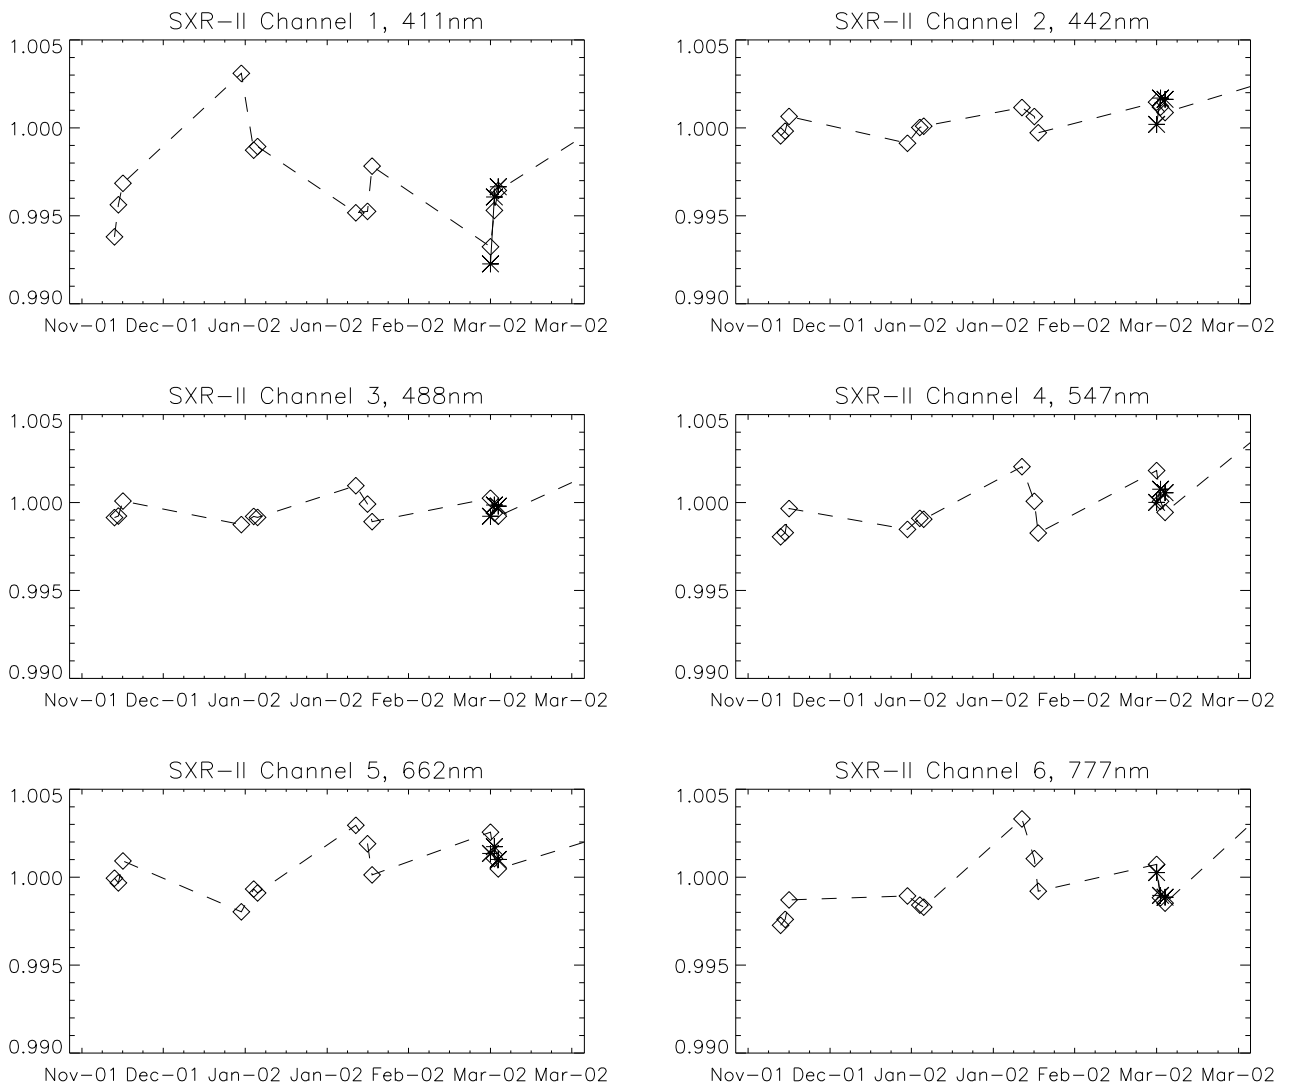 SXR-II Channel 1, 411nm
1.005
1.000
0.995
0.990
Nov-01 Dec-01 Jan-02 Jan-02 Feb-02 Mar-02 Mar-02
SXR-II Channel 2, 442nm
1.005
1.000
0.995
0.990
Nov-01 Dec-01 Jan-02 Jan-02 Feb-02 Mar-02 Mar-02
SXR-II Channel 3, 488nm
1.005
1.000
0.995
0.990
Nov-01 Dec-01 Jan-02 Jan-02 Feb-02 Mar-02 Mar-02
SXR-II Channel 4, 547nm
1.005
1.000
0.995
0.990
Nov-01 Dec-01 Jan-02 Jan-02 Feb-02 Mar-02 Mar-02
SXR-II Channel 5, 662nm
1.005
1.000
0.995
0.990
Nov-01 Dec-01 Jan-02 Jan-02 Feb-02 Mar-02 Mar-02
SXR-II Channel 6, 777nm
1.005
1.000
0.995
0.990
Nov-01 Dec-01 Jan-02 Jan-02 Feb-02 Mar-02 Mar-02